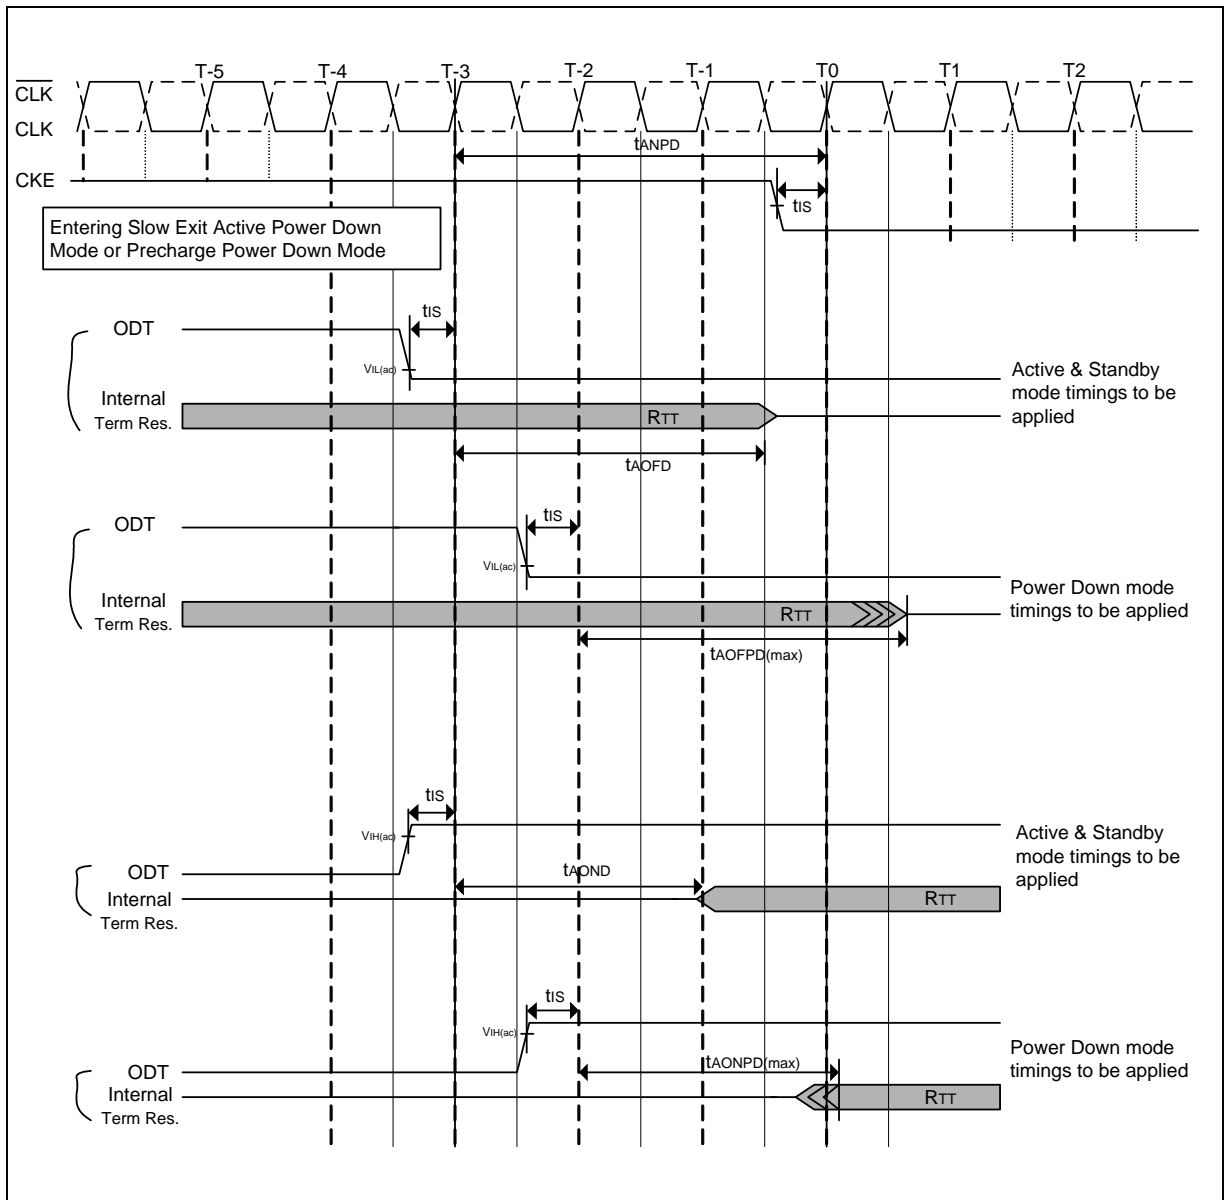 T-5 T-4 T-3 T-2 T-1 T0 T1 T2
CLK
CLK
tANPD
CKE
tIS
Entering Slow Exit Active Power Down
Mode or Precharge Power Down Mode
tIS
ODT
VIL(ac)
Active & Standby
mode timings to be
applied
Internal
Term Res.
RTT
tAOFD
ODT
tIS
VIL(ac)
Power Down mode
timings to be applied
Internal
Term Res.
RTT
tAOFPD(max)
tIS
VIH(ac)
Active & Standby
mode timings to be
applied
ODT
tAOND
Internal
Term Res.
RTT
tIS
VIH(ac)
Power Down mode
timings to be applied
ODT
tAONPD(max)
Internal
Term Res.
RTT